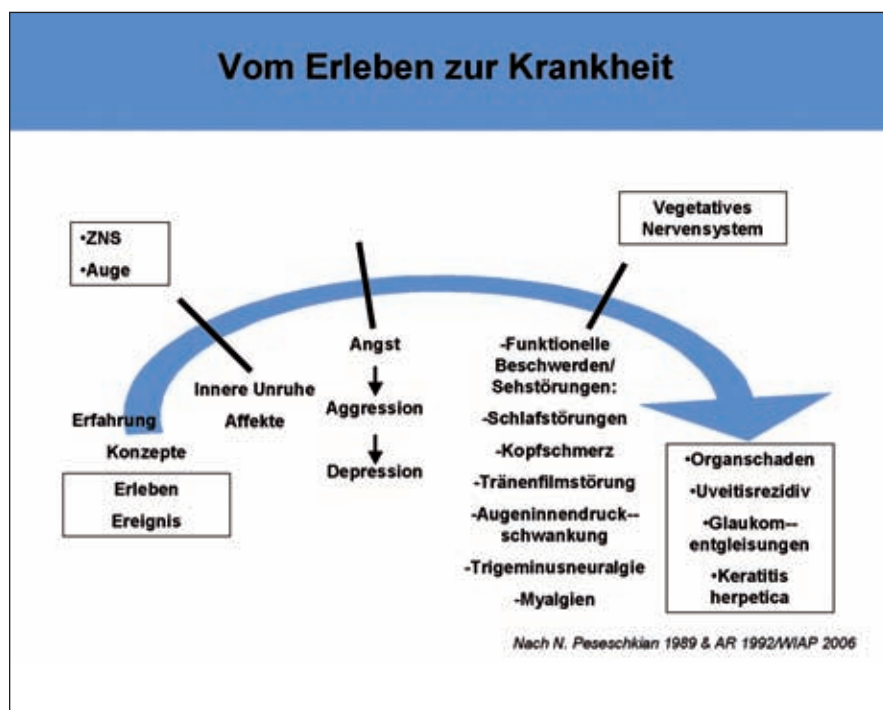 Vom Erleben zur Krankheit
•ZNS
•Auge
Vegetatives
Nervensystem
Erfahrung
Konzepte
Erleben
Ereignis
Innere Unruhe
Affekte
Angst
Aggression
Depression
-Funktionelle
Beschwerden/
Sehstörungen:
-Schlafstörungen
-Kopfschmerz
-Tränenfilmstörung
-Augeninnendruck--
schwankung
-Trigeminusneuralgie
-Myalgien
•Organschaden
•Uveitisrezidiv
•Glaukom--
entgleisungen
•Keratitis
herpetica
Nach N. Peseschkian 1989 & AR 1992/WIAP 2006